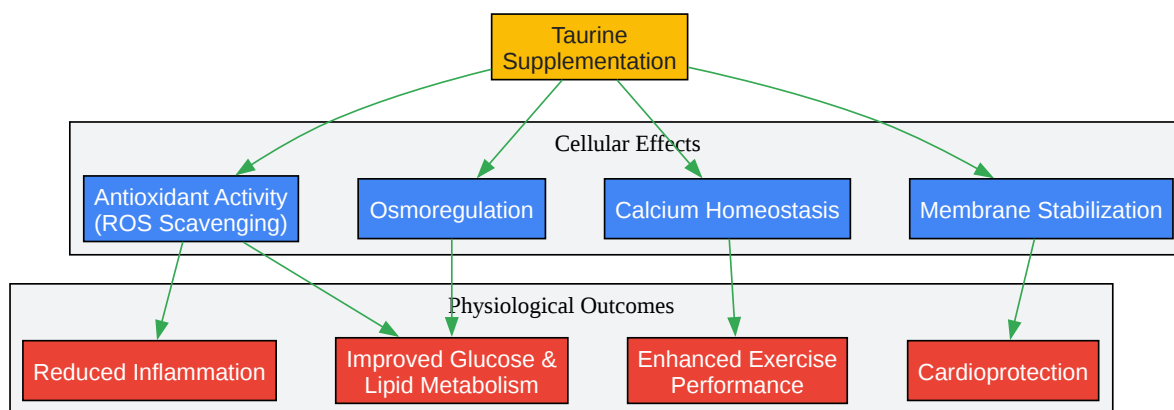 Taurine
Supplementation
Cellular Effects
Antioxidant Activity
(ROS Scavenging)
Osmoregulation
Calcium Homeostasis
Membrane Stabilization
Physiological Outcomes
Reduced Inflammation
Improved Glucose &
Lipid Metabolism
Enhanced Exercise
Performance
Cardioprotection